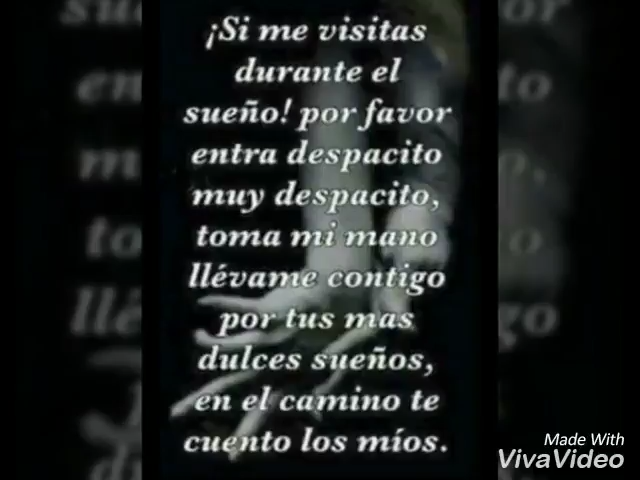 ¡Si me visitas
durante el
sueño! por favor
entra despacito
muy despacito,
toma mi mano
llévame contigo
por tus mas
dulces sueños,
en el camino te
cuento los míos.
Made With
VivaVideo